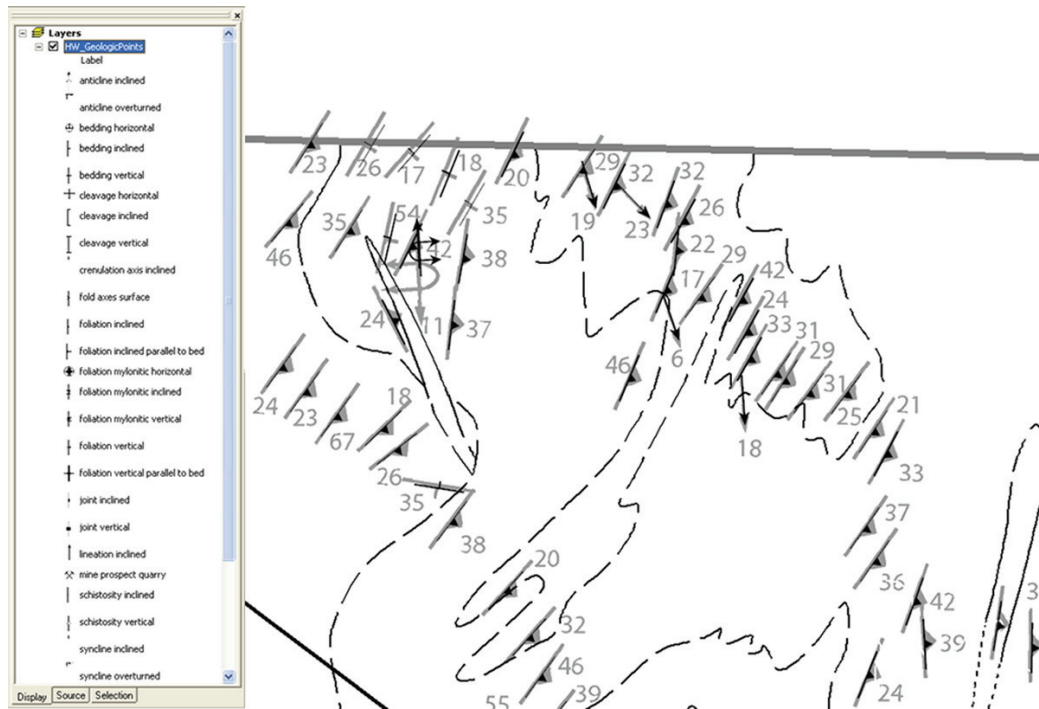 Layers
HW_GeologicPoints
Label
anticline inclined
anticline overturned
bedding horizontal
bedding inclined
bedding vertical
cleavage horizontal
cleavage inclined
cleavage vertical
crenulation axis inclined
fold axes surface
foliation inclined
foliation inclined parallel to bed
foliation mylonitic horizontal
foliation mylonitic inclined
foliation mylonitic vertical
foliation vertical
foliation vertical parallel to bed
joint inclined
joint vertical
lineation inclined
mine prospect quarry
schistosity inclined
schistosity vertical
syncline inclined
syncline overturned
Display Source Selection
23
26
17
18
20
29
32
32
46
35
54
42
35
38
19
23
26
22
29
17
42
24
11
37
24
33
31
29
6
46
31
25
24
23
67
18
26
18
21
33
35
38
37
36
20
32
46
55
39
42
39
24